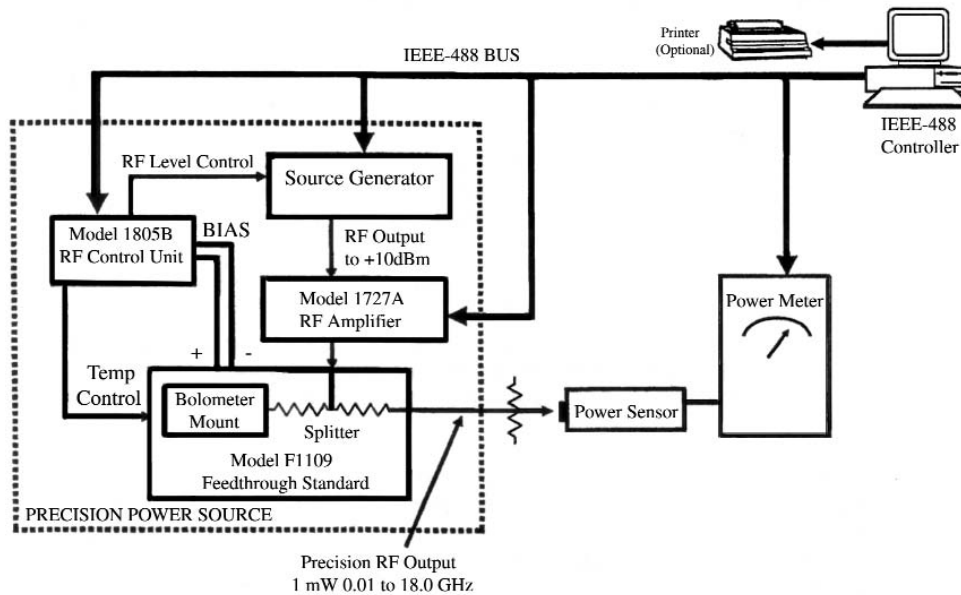 Printer
(Optional)
IEEE-488 BUS
IEEE-488
Controller
RF Level Control
Source Generator
Model 1805B
RF Control Unit
BIAS
RF Output
to +10dBm
Model 1727A
RF Amplifier
Power Meter
+ -
Temp
Control
Bolometer
Mount
Splitter
Power Sensor
Model F1109
Feedthrough Standard
PRECISION POWER SOURCE
Precision RF Output
1 mW 0.01 to 18.0 GHz